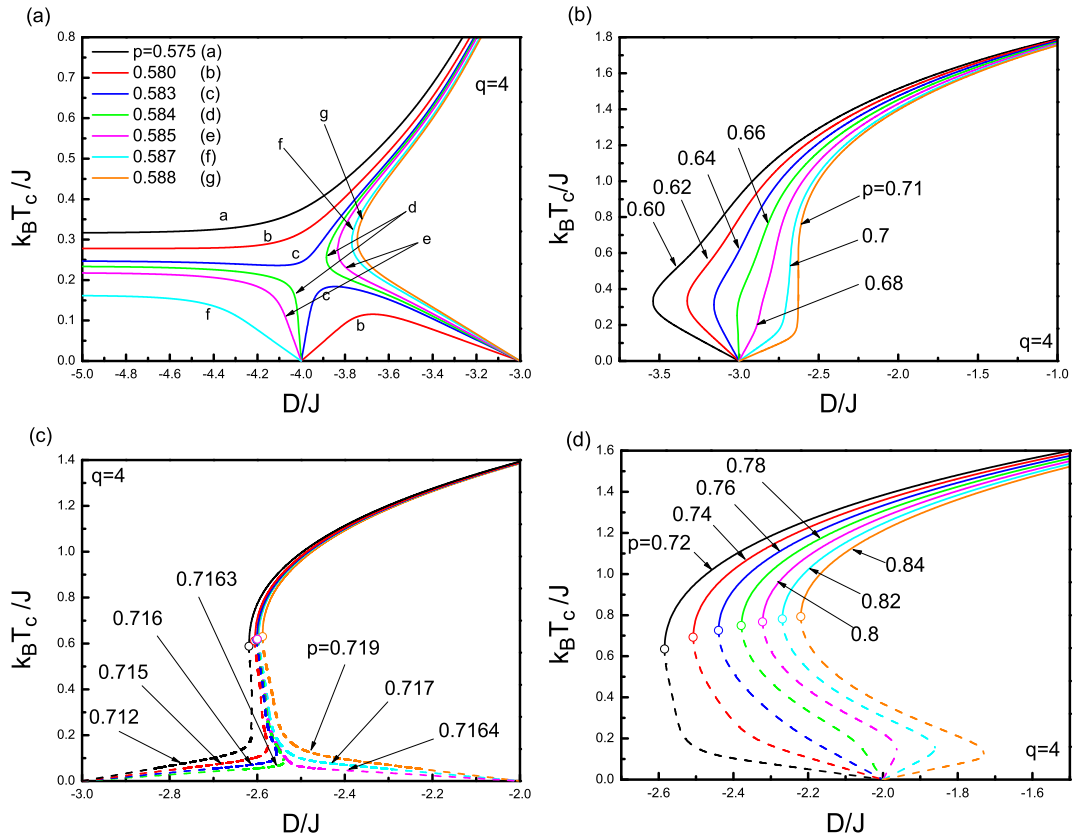 (a)
p=0.575 (a)
0.580 (b)
0.583 (c)
0.584 (d)
0.585 (e)
0.587 (f)
0.588 (g)
q=4
g
f
a
b
c
d
e
f
c
b
0.8
0.7
0.6
0.5
0.4
0.3
0.2
0.1
0.0
k_B T_c /J
-5.0 -4.8 -4.6 -4.4 -4.2 -4.0 -3.8 -3.6 -3.4 -3.2 -3.0
D/J
(b)
1.8
1.6
1.4
1.2
1.0
0.8
0.6
0.4
0.2
0.0
k_B T_c/J
0.66
0.64
0.62
0.60
p=0.71
0.7
0.68
q=4
-3.5 -3.0 -2.5 -2.0 -1.5 -1.0
D/J
(c)
q=4
1.4
1.2
1.0
0.8
0.6
0.4
0.2
0.0
k_B T_c /J
0.7163
0.716
0.715
0.712
p=0.719
0.717
0.7164
-3.0 -2.8 -2.6 -2.4 -2.2 -2.0
D/J
(d)
1.6
1.4
1.2
1.0
0.8
0.6
0.4
0.2
0.0
k_B T_c /J
0.78
0.76
0.74
p=0.72
0.84
0.82
0.8
q=4
-2.6 -2.4 -2.2 -2.0 -1.8 -1.6
D/J